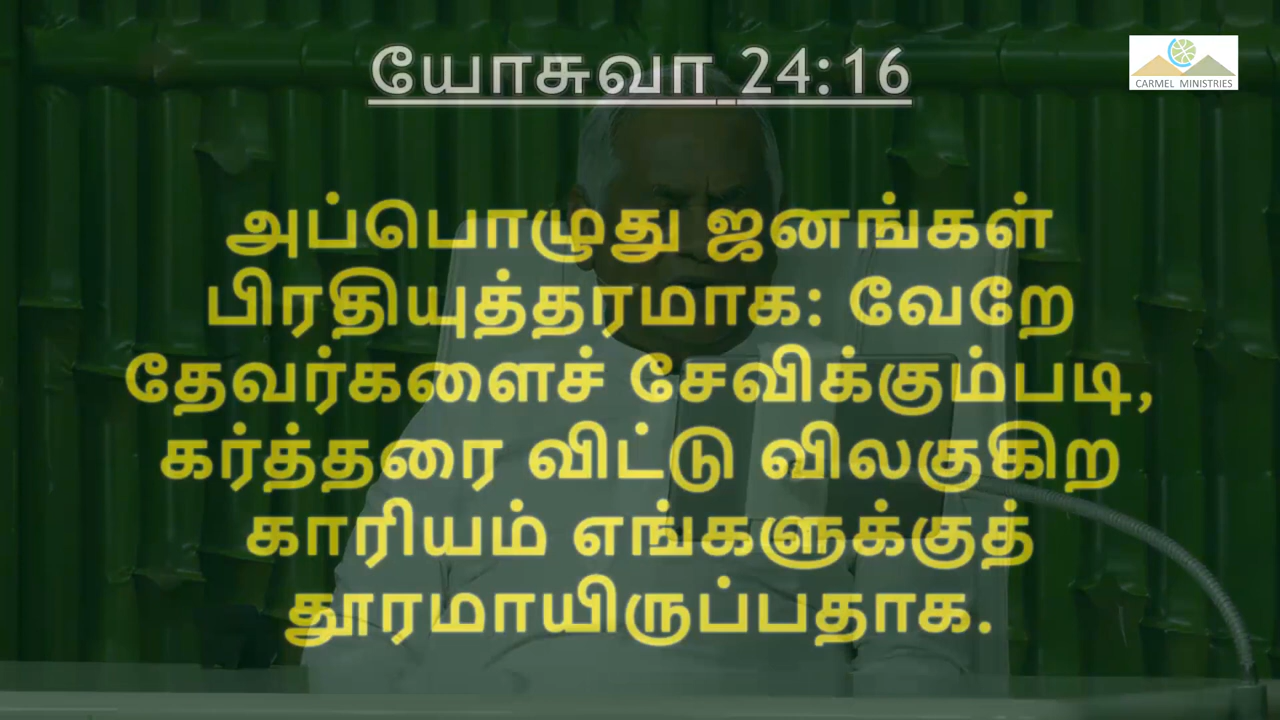 யோசுவா 24:16
CARMEL MINISTRIES
அப்பொழுது ஜனங்கள்
பிரதியுத்தரமாக: வேறே
தேவர்களைச் சேவிக்கும்படி,
கர்த்தரை விட்டு விலகுகிற
காரியம் எங்களுக்குத்
தூரமாயிருப்பதாக.